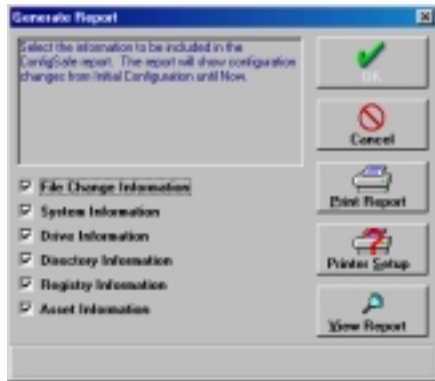 Generate Report
Select the information to be included in the
ConfigSafe report. The report will show configuration
changes from Initial Configuration until Now.
OK
Cancel
Print Report
Printer Setup
View Report
File Change Information
System Information
Drive Information
Directory Information
Registry Information
Asset Information